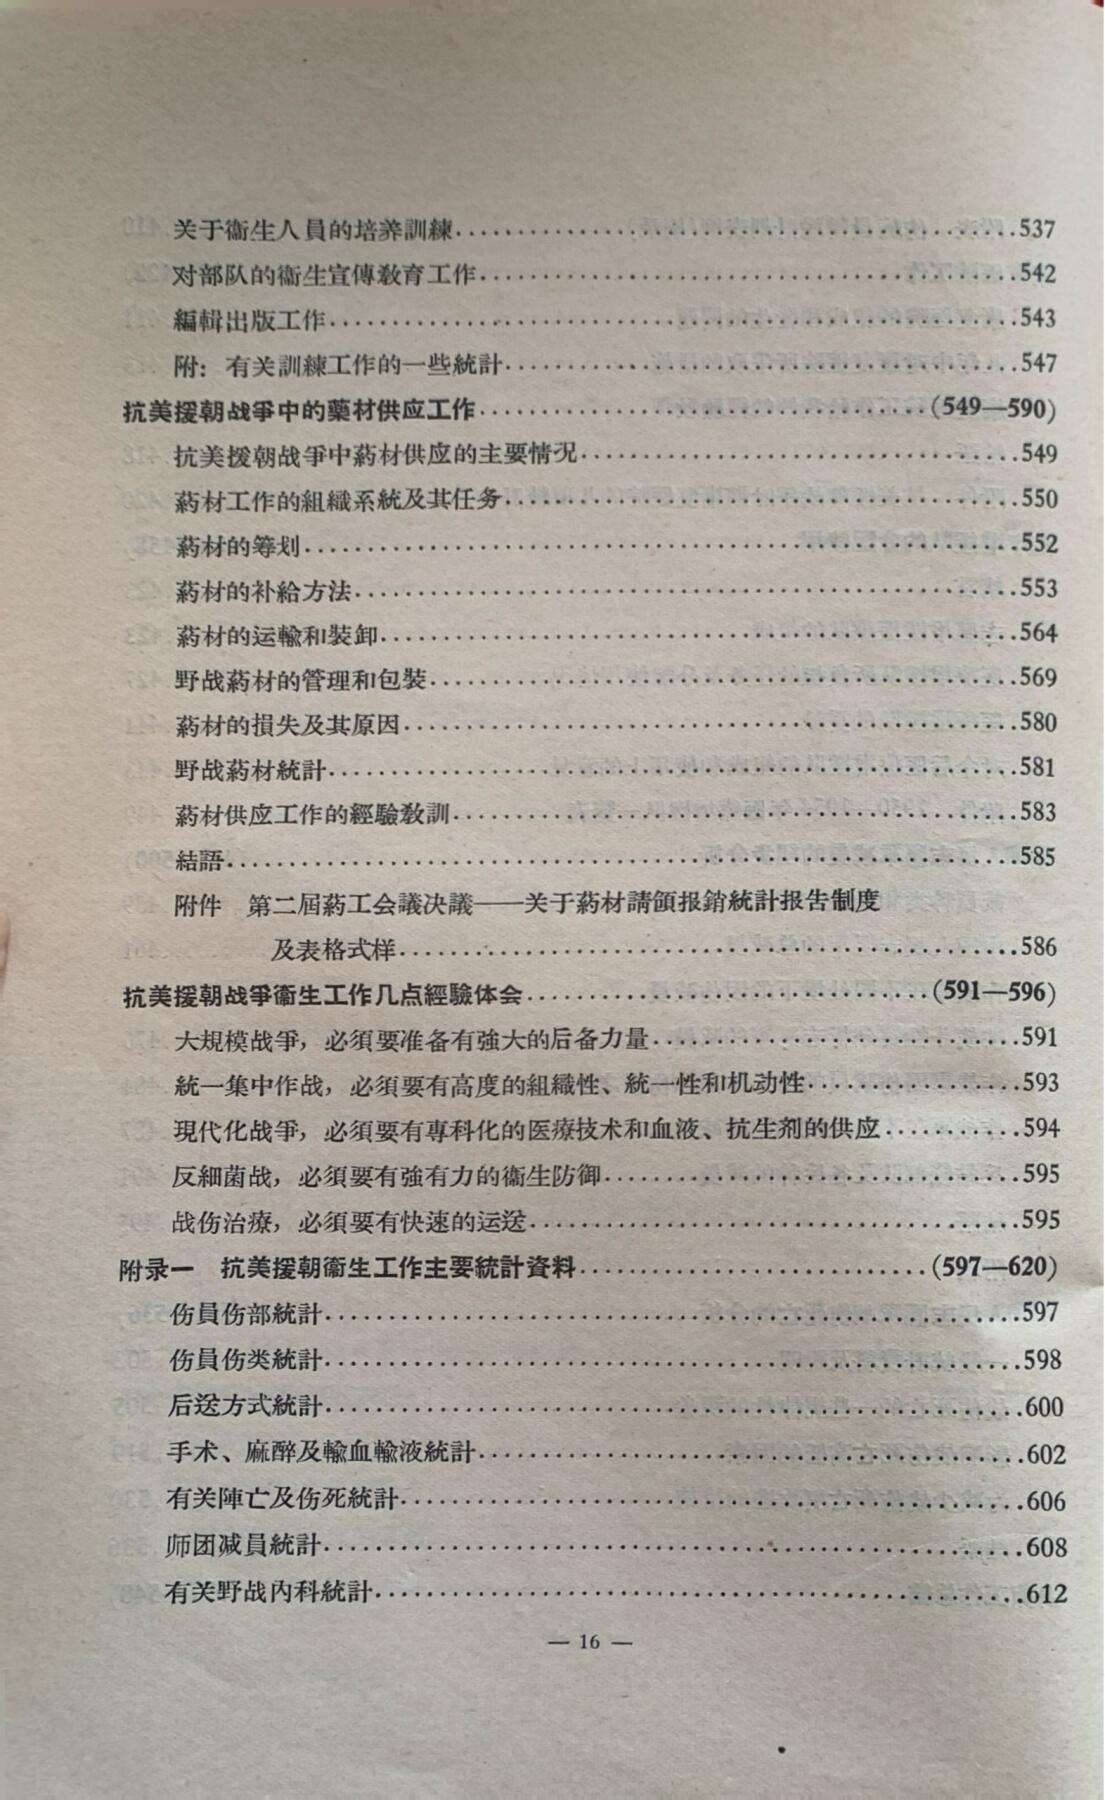 关于衞生人員的培养訓練......537
对部队的衞生宣傳教育工作......542
編輯出版工作......543
附：有关訓練工作的一些統計......547
抗美援朝战爭中的藥材供应工作......(549—590)
抗美援朝战爭中葯材供应的主要情况......549
葯材工作的組織系統及其任务......550
葯材的筹划......552
葯材的补給方法......553
葯材的运輸和裝卸......564
野战葯材的管理和包裝......569
葯材的損失及其原因......580
野战葯材統計......581
葯材供应工作的經驗教訓......583
結語......585
附件　第二屆葯工会議决議——关于葯材請領报銷統計报告制度
及表格式样......586
抗美援朝战爭衞生工作几点經驗体会......(591—596)
大規模战爭，必須要准备有強大的后备力量......591
統一集中作战，必須要有高度的組織性、統一性和机动性......593
現代化战爭，必須要有專科化的医療技术和血液、抗生剂的供应......594
反細菌战，必須要有強有力的衞生防御......595
战伤治療，必須要有快速的运送......595
附录一　抗美援朝衞生工作主要統計資料......(597—620)
伤員伤部統計......597
伤員伤类統計......598
后送方式統計......600
手术、麻醉及輸血輸液統計......602
有关陣亡及伤死統計......606
师团减員統計......608
有关野战內科統計......612
— 16 —